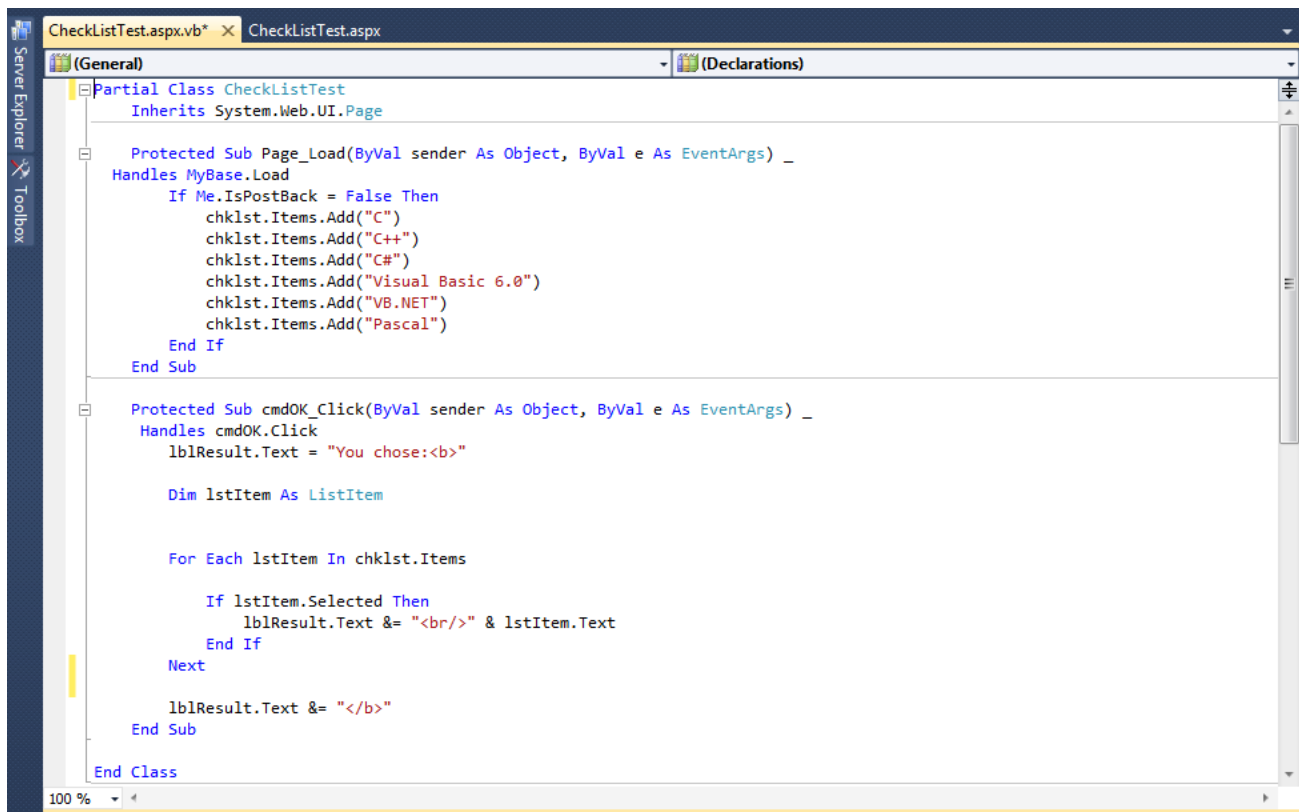 CheckListTest.aspx.vb* CheckListTest.aspx
Server Explorer
Toolbox
(General) (Declarations)
Partial Class CheckListTest
    Inherits System.Web.UI.Page

    Protected Sub Page_Load(ByVal sender As Object, ByVal e As EventArgs) _
  Handles MyBase.Load
        If Me.IsPostBack = False Then
            chklst.Items.Add("C")
            chklst.Items.Add("C++")
            chklst.Items.Add("C#")
            chklst.Items.Add("Visual Basic 6.0")
            chklst.Items.Add("VB.NET")
            chklst.Items.Add("Pascal")
        End If
    End Sub

    Protected Sub cmdOK_Click(ByVal sender As Object, ByVal e As EventArgs) _
     Handles cmdOK.Click
        lblResult.Text = "You chose:<b>"

        Dim lstItem As ListItem


        For Each lstItem In chklst.Items

            If lstItem.Selected Then
                lblResult.Text &= "<br/>" & lstItem.Text
            End If
        Next

        lblResult.Text &= "</b>"
    End Sub

End Class
100 %